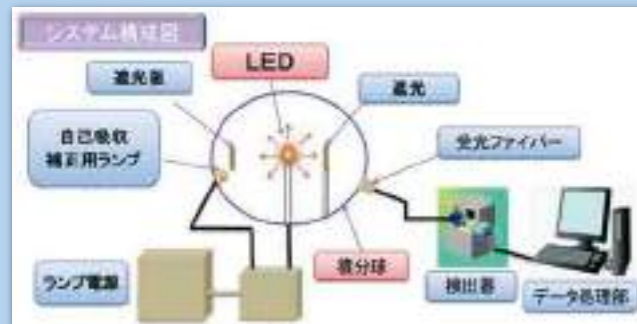 システム構成図
LED
遮光板
遮光
自己吸収
補正用ランプ
受光ファイバー
積分球
ランプ電源
検出器
データ処理部